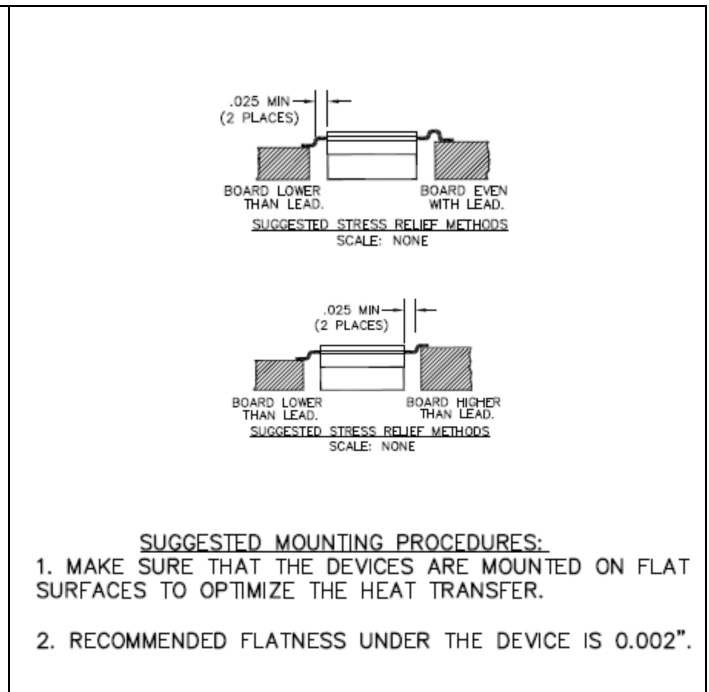 .025 MIN
(2 PLACES)
BOARD LOWER
THAN LEAD.
BOARD EVEN
WITH LEAD.
SUGGESTED STRESS RELIEF METHODS
SCALE: NONE
.025 MIN
(2 PLACES)
BOARD LOWER
THAN LEAD.
BOARD HIGHER
THAN LEAD.
SUGGESTED STRESS RELIEF METHODS
SCALE: NONE
SUGGESTED MOUNTING PROCEDURES:
1. MAKE SURE THAT THE DEVICES ARE MOUNTED ON FLAT
SURFACES TO OPTIMIZE THE HEAT TRANSFER.
2. RECOMMENDED FLATNESS UNDER THE DEVICE IS 0.002".